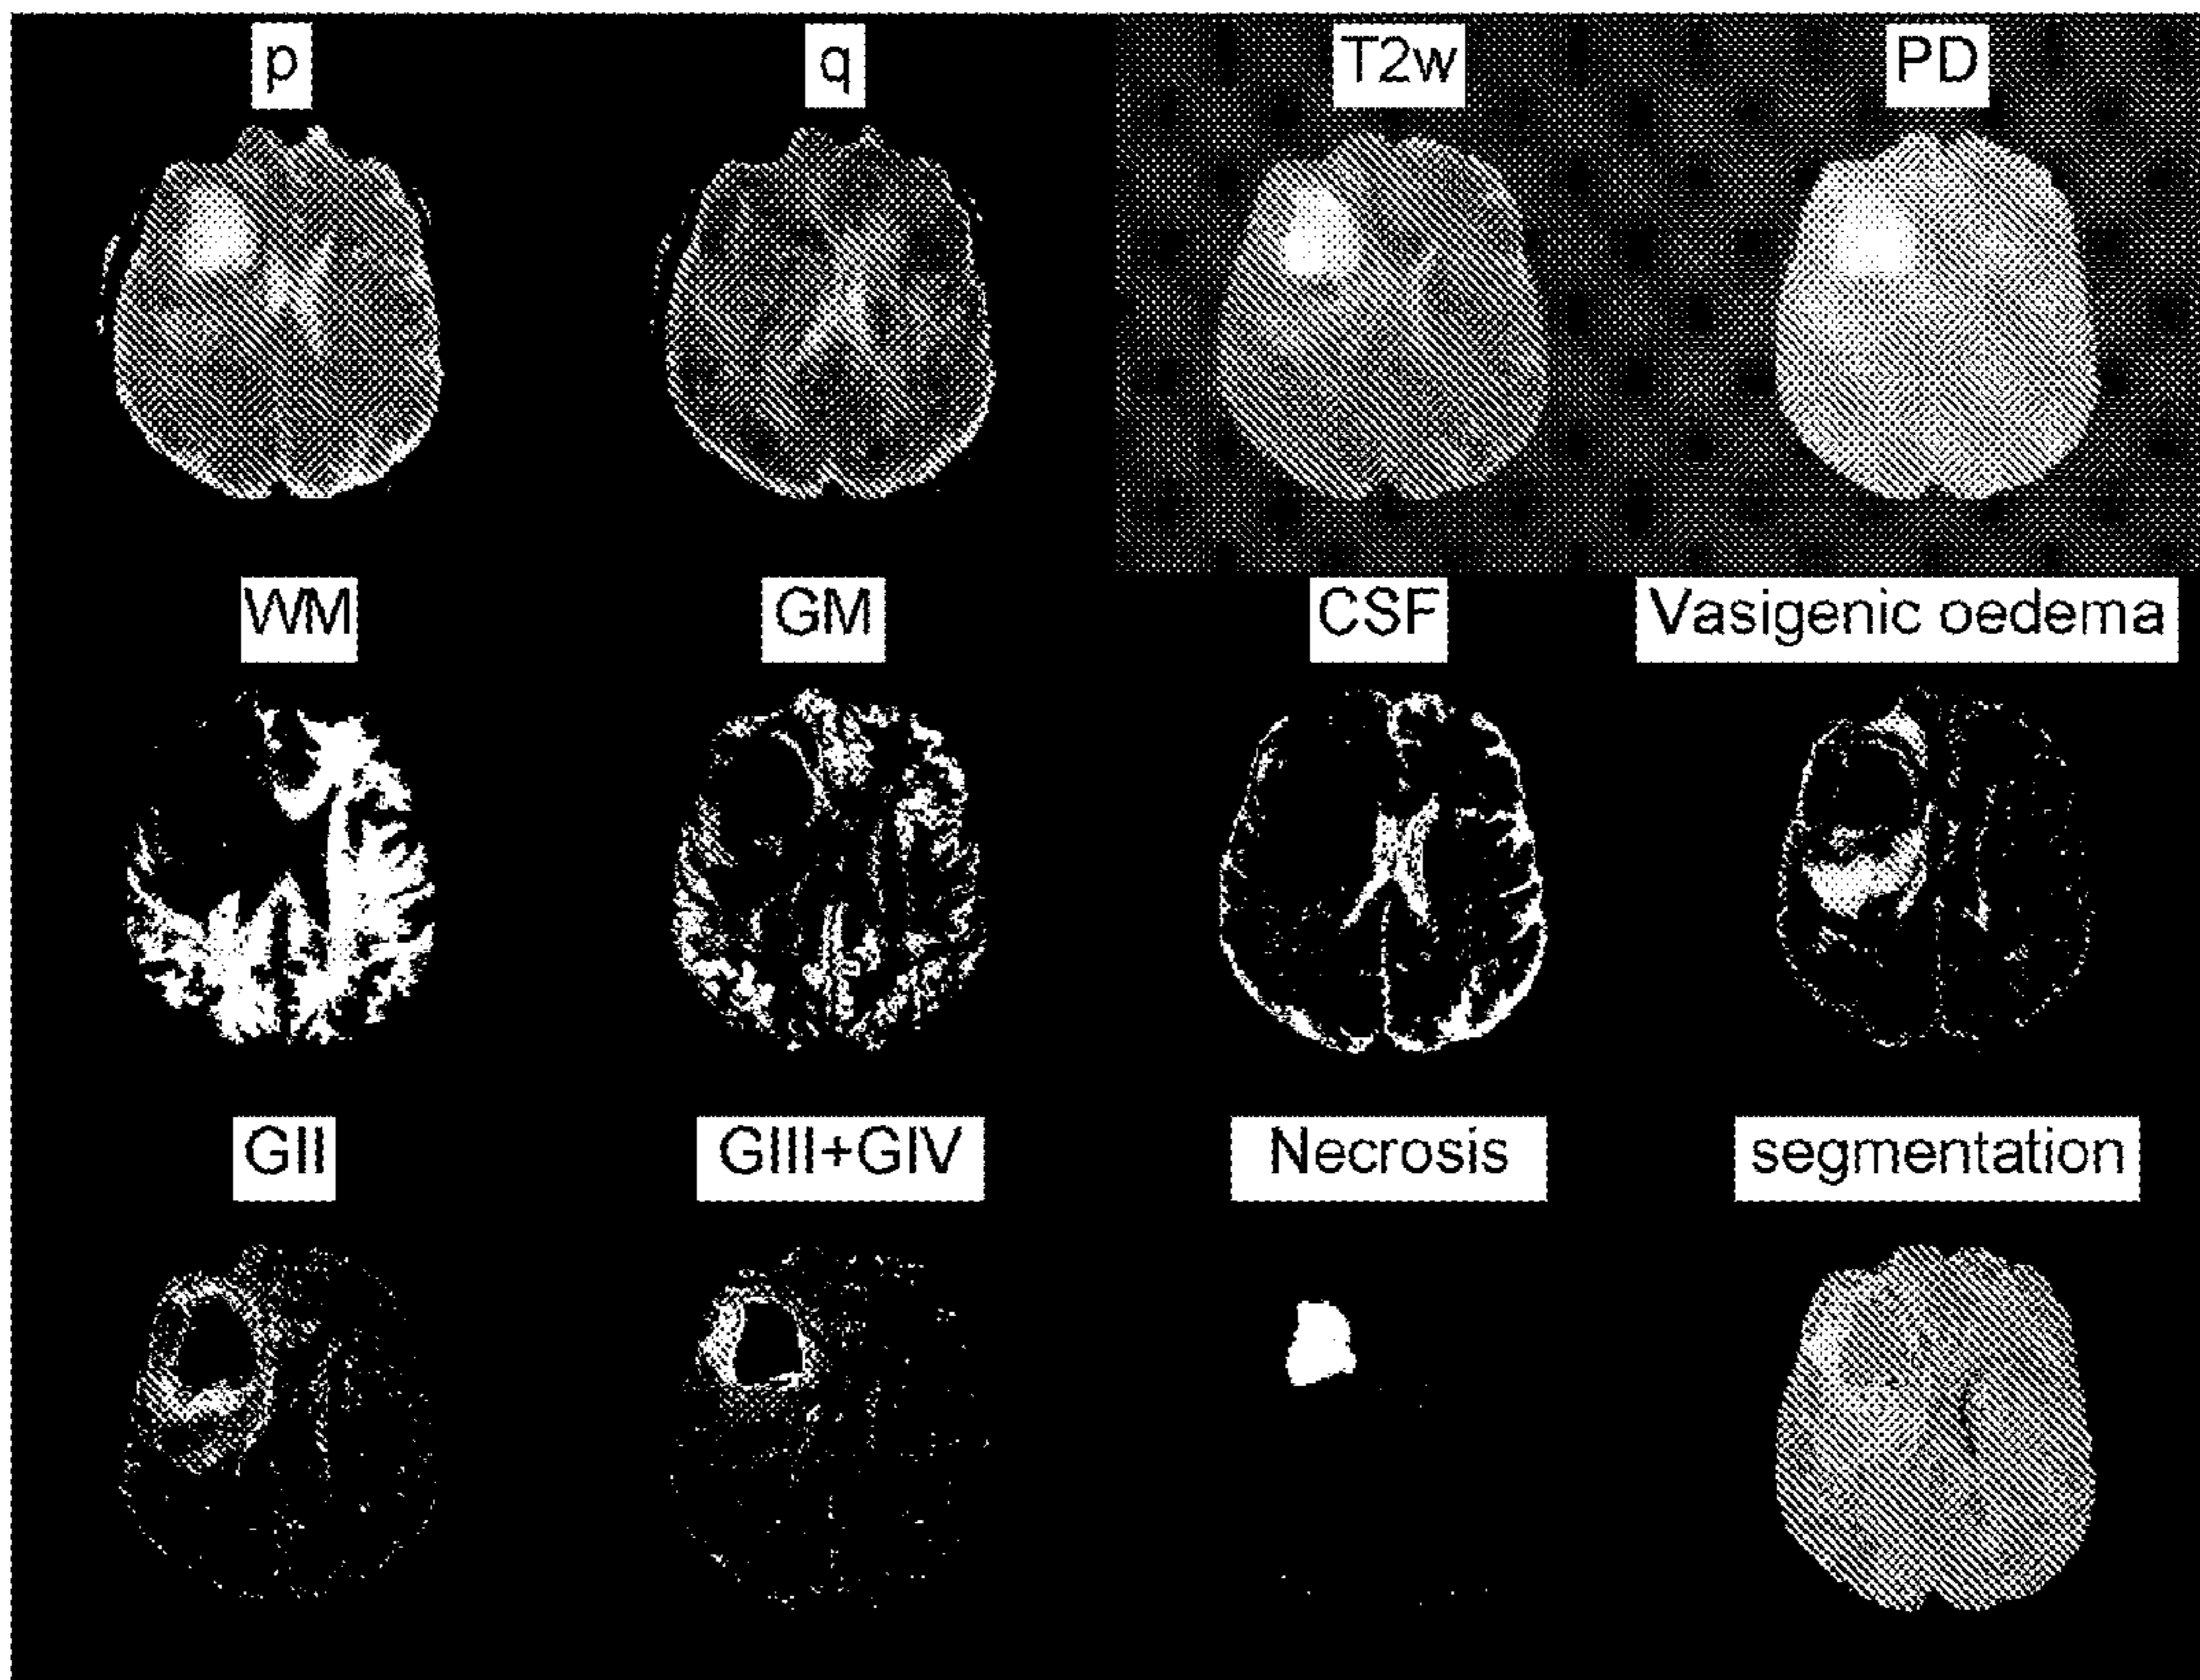 p
q
T2w
PD
WM
GM
CSF
Vasigenic oedema
GII
GIII+GIV
Necrosis
segmentation